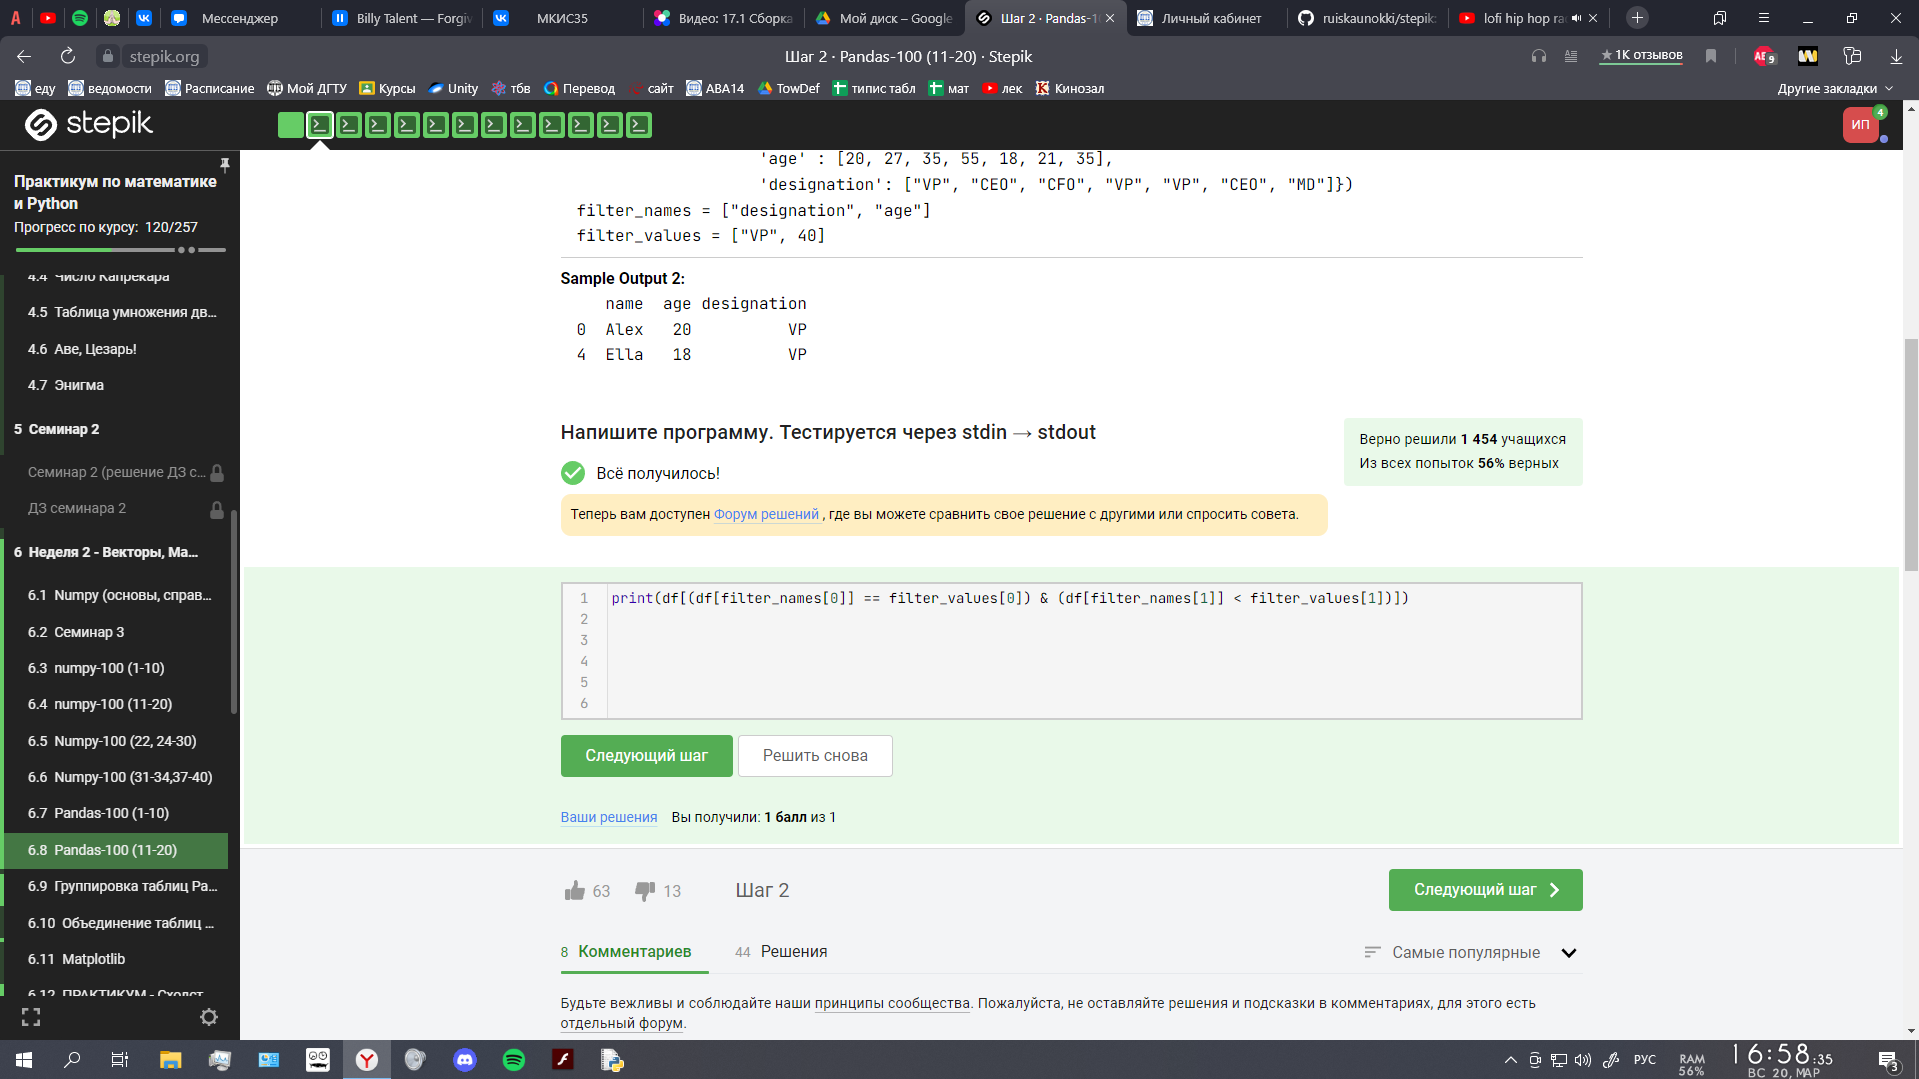 Мессенджер
Billy Talent — Forgiv
МКИС35
Видео: 17.1 Сборка
Мой диск – Google
Шаг 2 · Pandas-1
Личный кабинет
ruiskaunokki/stepik
lofi hip hop ra
stepik.org
Шаг 2 · Pandas-100 (11-20) · Stepik
★ 1K отзывов
9
еду
ведомости
Расписание
Мой ДГТУ
Курсы
Unity
тбв
Перевод
сайт
АВА14
TowDef
типис табл
мат
лек
Кинозал
Другие закладки
stepik
ИП
4
Практикум по математике
и Python
Прогресс по курсу: 120/257
4.4 Число Капрекара
4.5 Таблица умножения дв...
4.6 Аве, Цезарь!
4.7 Энигма
5 Семинар 2
Семинар 2 (решение ДЗ с...
ДЗ семинара 2
6 Неделя 2 - Векторы, Ма...
6.1 Numpy (основы, справ...
6.2 Семинар 3
6.3 numpy-100 (1-10)
6.4 numpy-100 (11-20)
6.5 Numpy-100 (22, 24-30)
6.6 Numpy-100 (31-34,37-40)
6.7 Pandas-100 (1-10)
6.8 Pandas-100 (11-20)
6.9 Группировка таблиц Pa...
6.10 Объединение таблиц ...
6.11 Matplotlib
6.12 ПРАКТИКУМ - Сходст
'age' : [20, 27, 35, 55, 18, 21, 35],
'designation': ["VP", "CEO", "CFO", "VP", "VP", "CEO", "MD"]})
filter_names = ["designation", "age"]
filter_values = ["VP", 40]
Sample Output 2:
name age designation
0 Alex 20 VP
4 Ella 18 VP
Напишите программу. Тестируется через stdin → stdout
Верно решили 1 454 учащихся
Из всех попыток 56% верных
Всё получилось!
Теперь вам доступен Форум решений , где вы можете сравнить свое решение с другими или спросить совета.
1 print(df[(df[filter_names[0]] == filter_values[0]) & (df[filter_names[1]] < filter_values[1])])
2
3
4
5
6
Следующий шаг
Решить снова
Ваши решения Вы получили: 1 балл из 1
63
13
Шаг 2
Следующий шаг
8 Комментариев
44 Решения
Самые популярные
Будьте вежливы и соблюдайте наши принципы сообщества. Пожалуйста, не оставляйте решения и подсказки в комментариях, для этого есть
отдельный форум.
РУС
RAM
56%
16:58:35
ВС 20, МАР
3